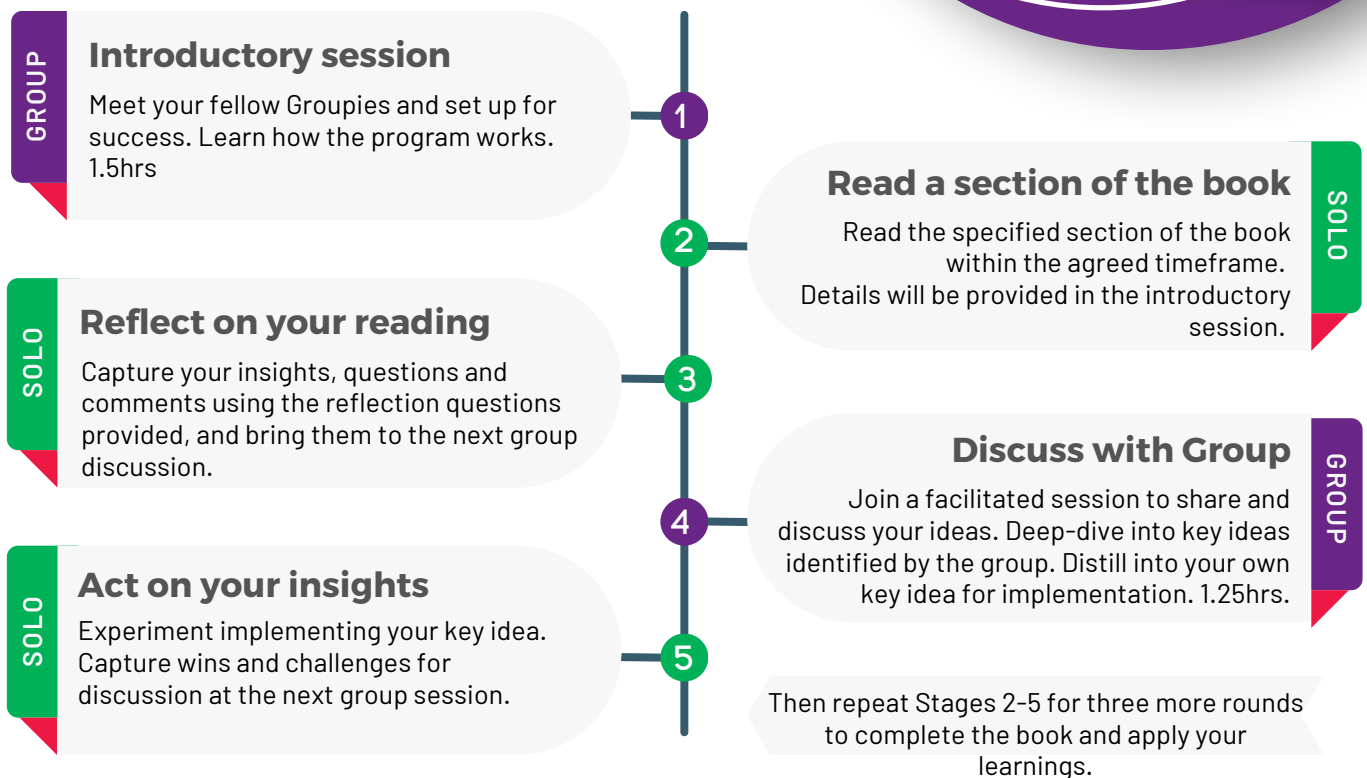 GROUP
Introductory session
Meet your fellow Groupies and set up for
success. Learn how the program works.
1.5hrs
1
SOLO
Read a section of the book
Read the specified section of the book
within the agreed timeframe.
Details will be provided in the introductory
session.
2
SOLO
Reflect on your reading
Capture your insights, questions and
comments using the reflection questions
provided, and bring them to the next group
discussion.
3
GROUP
Discuss with Group
Join a facilitated session to share and
discuss your ideas. Deep-dive into key ideas
identified by the group. Distill into your own
key idea for implementation. 1.25hrs.
4
SOLO
Act on your insights
Experiment implementing your key idea.
Capture wins and challenges for
discussion at the next group session.
5
Then repeat Stages 2-5 for three more rounds
to complete the book and apply your
learnings.